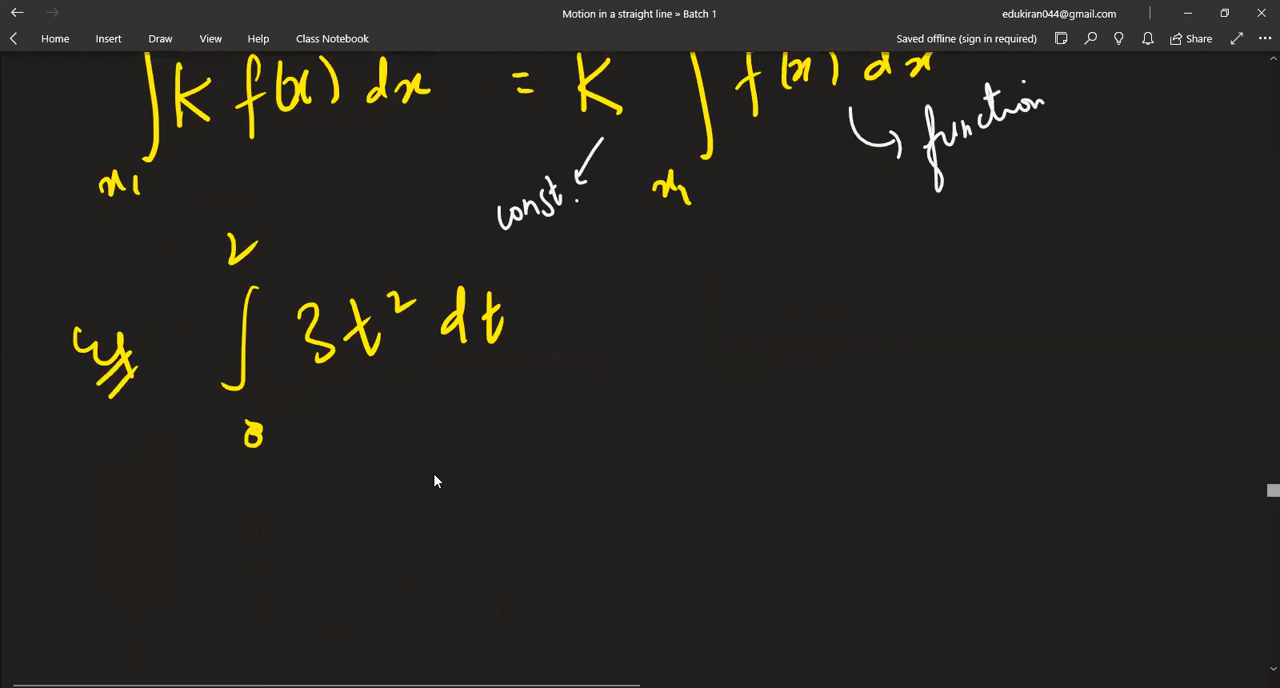 Motion in a straight line » Batch 1
edukiran044@gmail.com
Home Insert Draw View Help Class Notebook
Saved offline (sign in required)
Share
∫ K f(x) dx = K ∫ f(x) dx
x1
const.
function
2
∫ 3t² dt
0